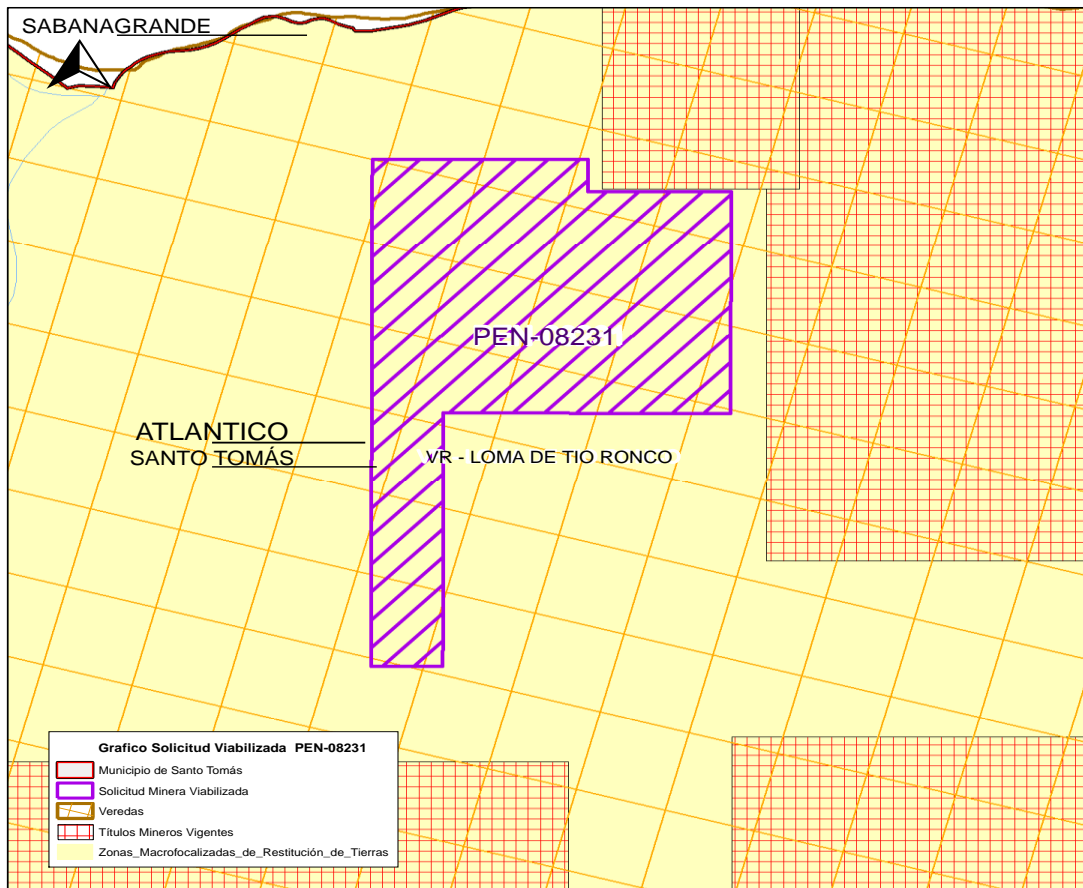 SABANAGRANDE
PEN-08231
ATLANTICO
SANTO TOMÁS
VR - LOMA DE TIO RONCO
Grafico Solicitud Viabilizada PEN-08231
Municipio de Santo Tomás
Solicitud Minera Viabilizada
Veredas
Títulos Mineros Vigentes
Zonas_Macrofocalizadas_de_Restitución_de_Tierras